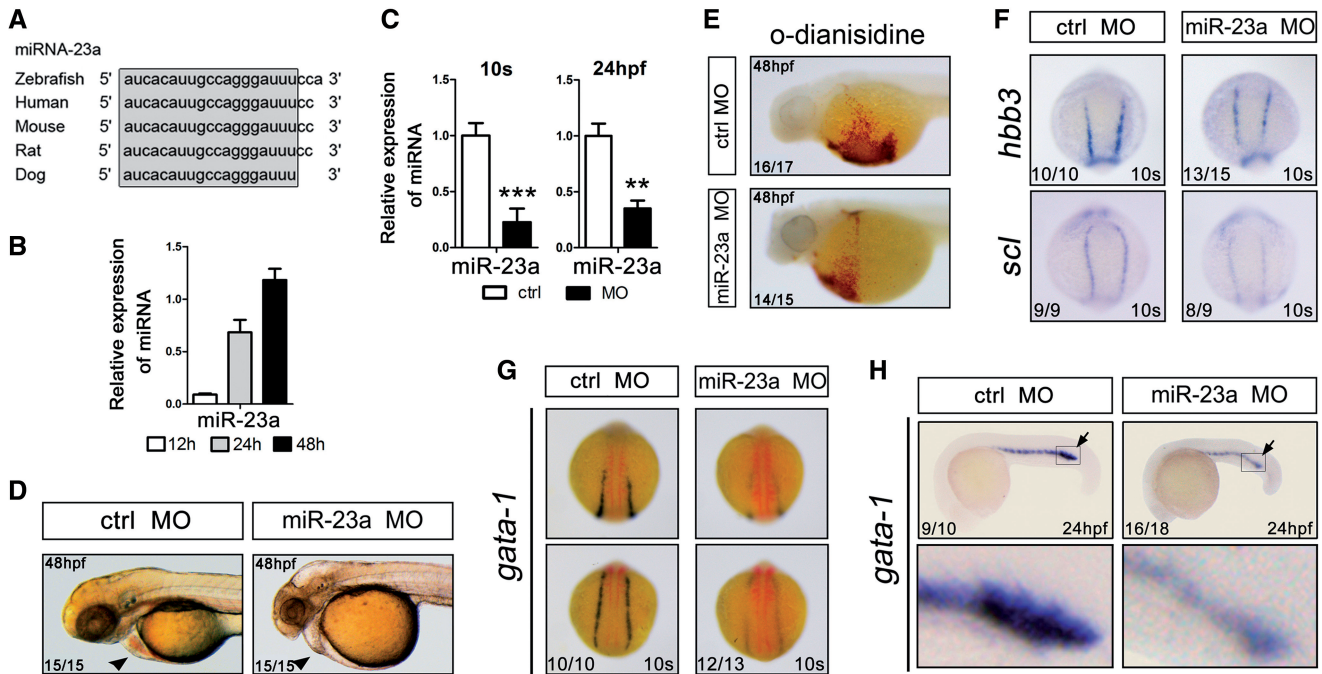 A
miRNA-23a
Zebrafish 5' aucacauugccagggauuucca 3'
Human 5' aucacauugccagggauuucc 3'
Mouse 5' aucacauugccagggauuucc 3'
Rat 5' aucacauugccagggauuucc 3'
Dog 5' aucacauugccagggauuu 3'
B
Relative expression
of miRNA
1.5
1.0
0.5
0.0
miR-23a
12h 24h 48h
C
Relative expression
of miRNA
10s
1.5
1.0
0.5
0.0
***
miR-23a
24hpf
1.5
1.0
0.5
0.0
**
miR-23a
ctrl MO
D
ctrl MO
miR-23a MO
48hpf
15/15
48hpf
15/15
E
o-dianisidine
ctrl MO
48hpf
16/17
miR-23a MO
48hpf
14/15
F
ctrl MO
miR-23a MO
hbb3
10/10 10s
13/15 10s
scl
9/9 10s
8/9 10s
G
ctrl MO
miR-23a MO
gata-1
10/10 10s
12/13 10s
H
ctrl MO
miR-23a MO
gata-1
9/10 24hpf
16/18 24hpf